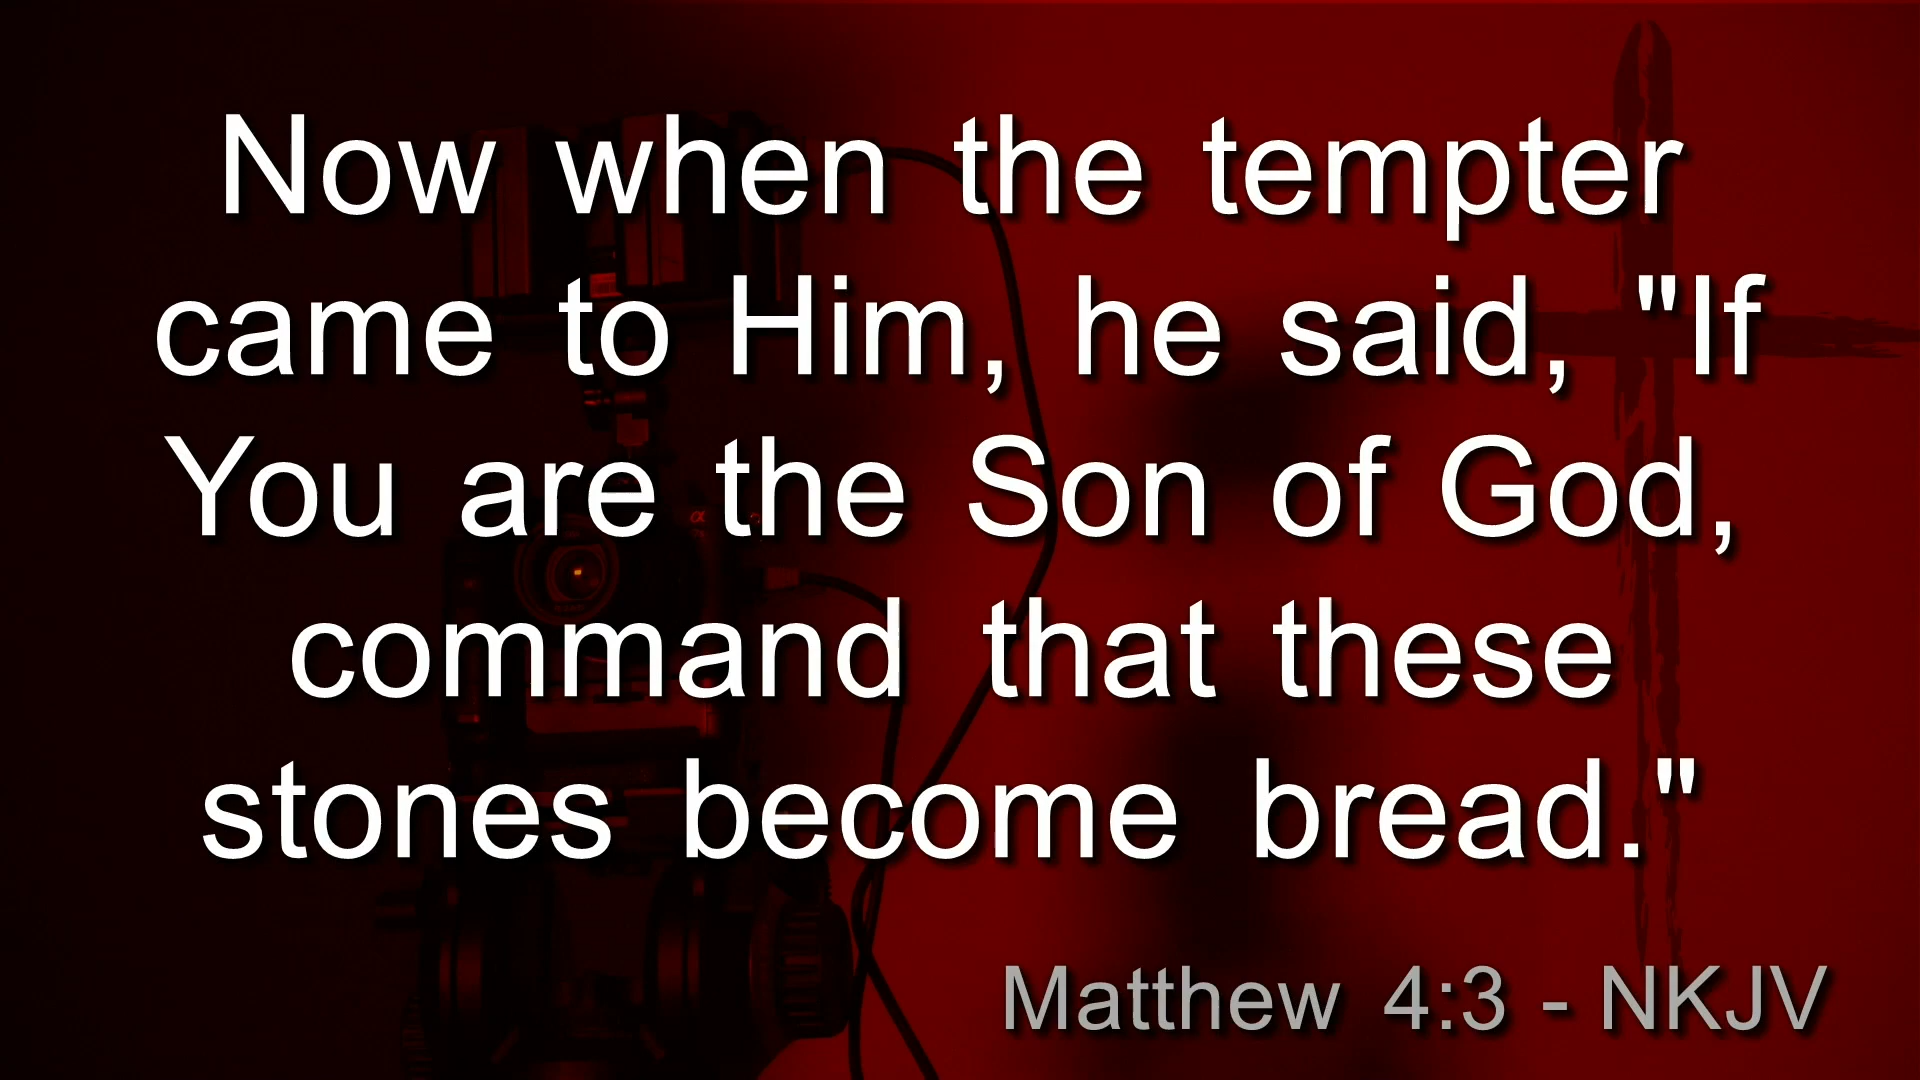 Now when the tempter
came to Him, he said, "If
You are the Son of God,
command that these
stones become bread."
Matthew 4:3 - NKJV